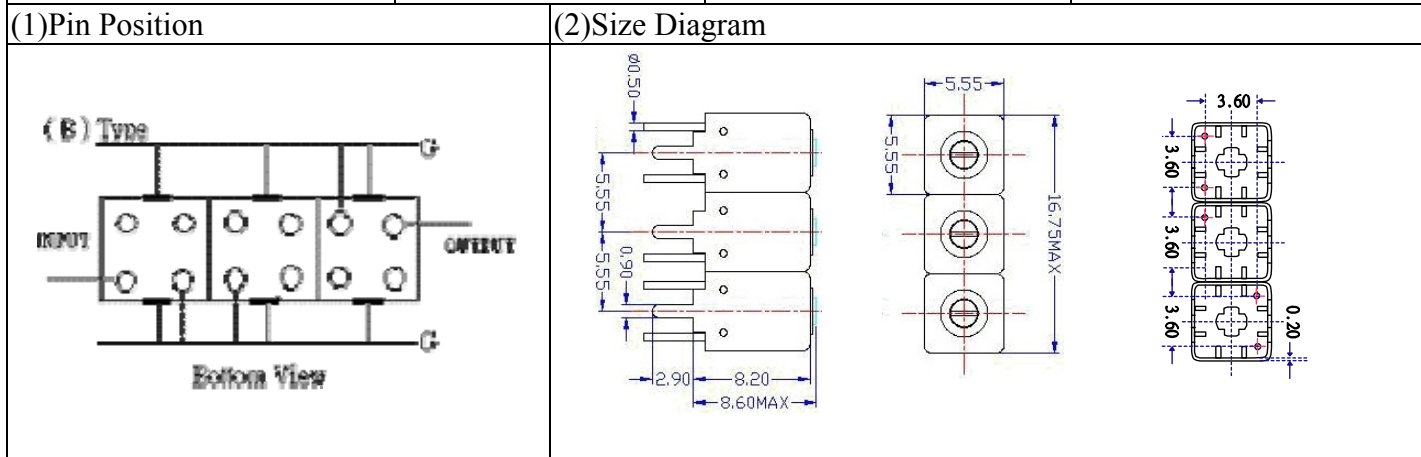 (1)Pin Position
(2)Size Diagram
(B) Type
G
INPUT
OUTPUT
G
Bottom View
ø0.50
5.55
5.55
0.90
2.90
8.20
8.60MAX
5.55
5.55
16.75MAX
3.60
3.60
3.60
3.60
0.20